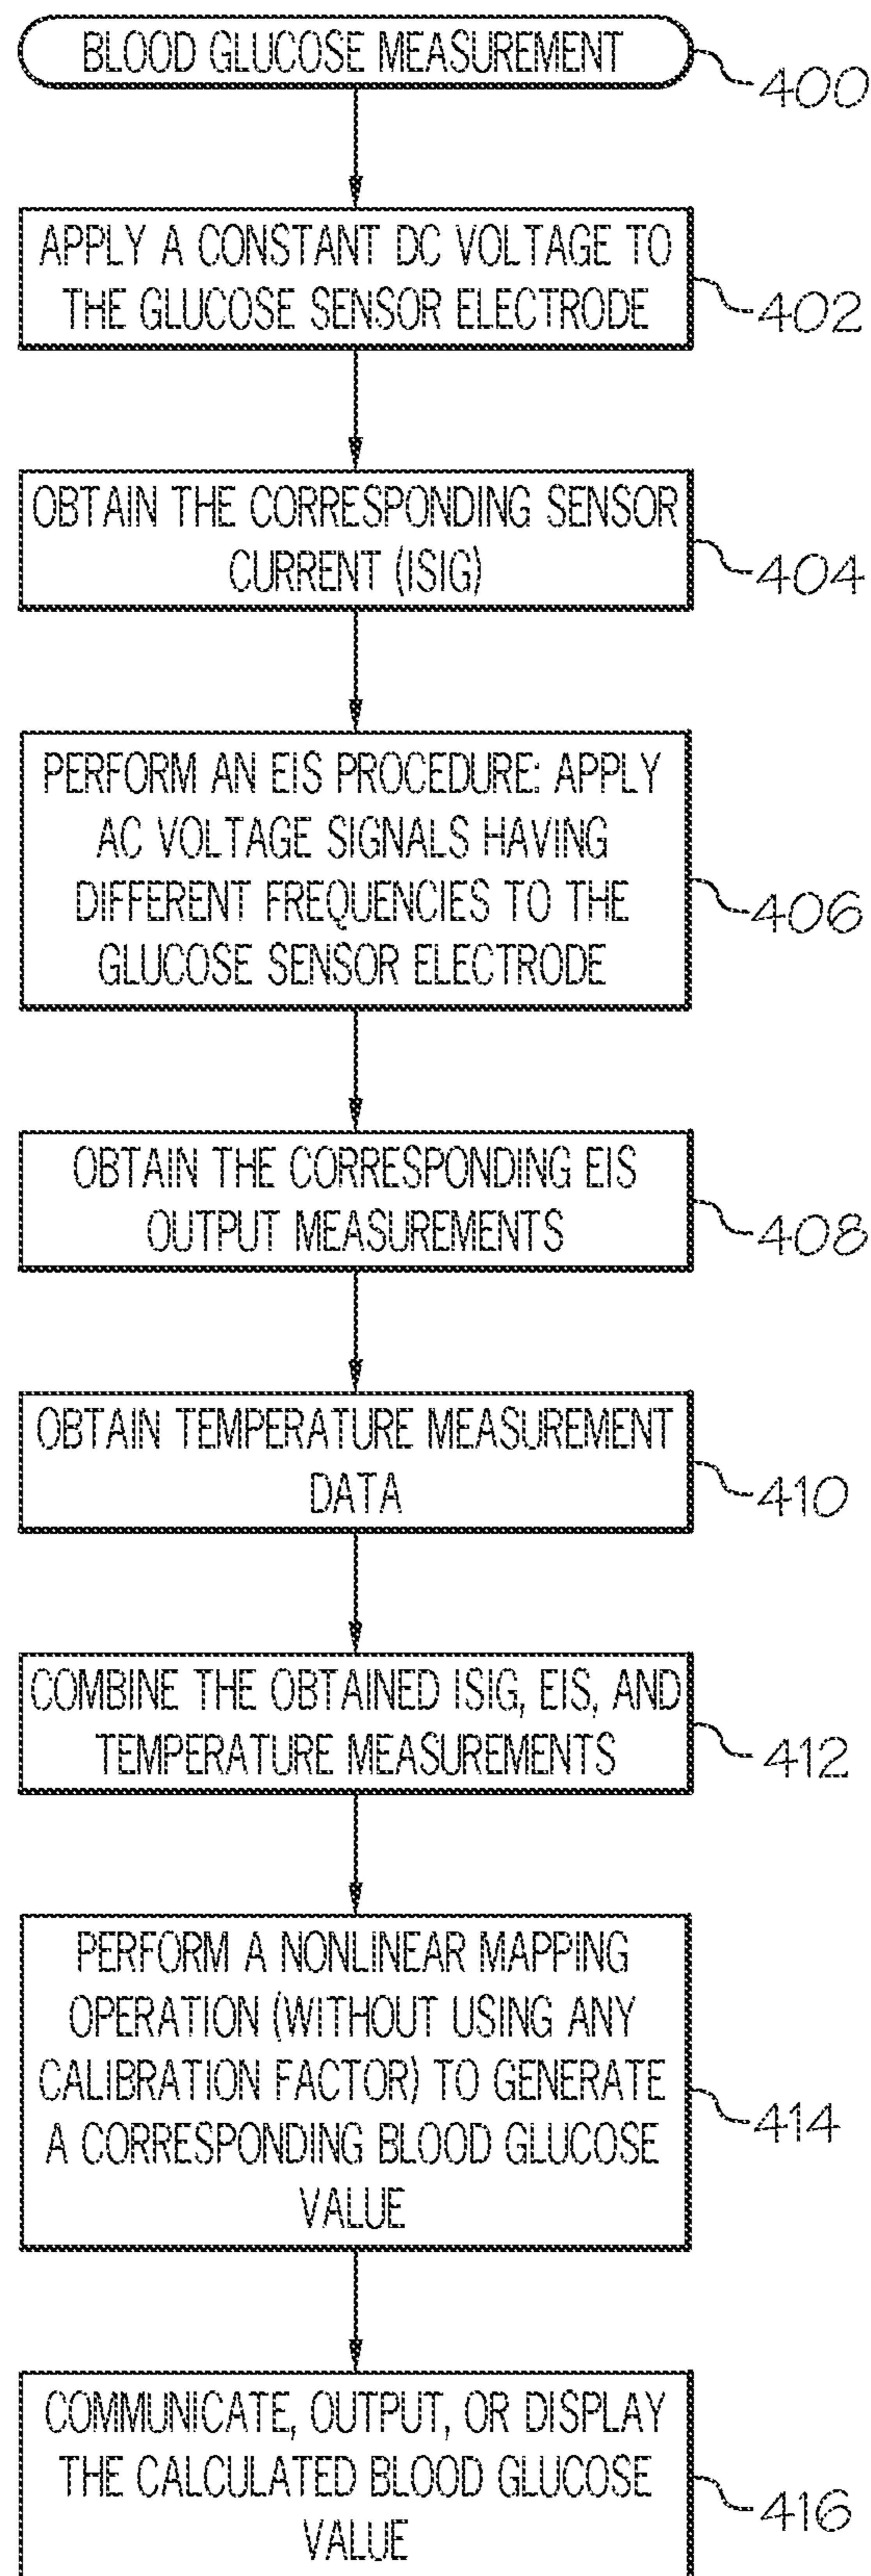 BLOOD GLUCOSE MEASUREMENT
400
APPLY A CONSTANT DC VOLTAGE TO
THE GLUCOSE SENSOR ELECTRODE
402
OBTAIN THE CORRESPONDING SENSOR
CURRENT (ISIG)
404
PERFORM AN EIS PROCEDURE: APPLY
AC VOLTAGE SIGNALS HAVING
DIFFERENT FREQUENCIES TO THE
GLUCOSE SENSOR ELECTRODE
406
OBTAIN THE CORRESPONDING EIS
OUTPUT MEASUREMENTS
408
OBTAIN TEMPERATURE MEASUREMENT
DATA
410
COMBINE THE OBTAINED ISIG, EIS, AND
TEMPERATURE MEASUREMENTS
412
PERFORM A NONLINEAR MAPPING
OPERATION (WITHOUT USING ANY
CALIBRATION FACTOR) TO GENERATE
A CORRESPONDING BLOOD GLUCOSE
VALUE
414
COMMUNICATE, OUTPUT, OR DISPLAY
THE CALCULATED BLOOD GLUCOSE
VALUE
416